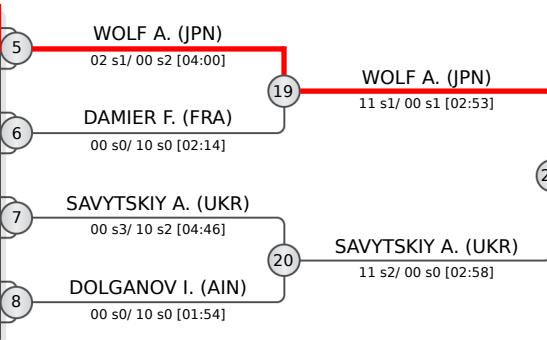 WOLF A. (JPN)
5
02 s1/ 00 s2 [04:00]
WOLF A. (JPN)
19
11 s1/ 00 s1 [02:53]
DAMIER F. (FRA)
6
00 s0/ 10 s0 [02:14]
SAVYTSKIY A. (UKR)
7
00 s3/ 10 s2 [04:46]
SAVYTSKIY A. (UKR)
20
11 s2/ 00 s0 [02:58]
DOLGANOV I. (AIN)
8
00 s0/ 10 s0 [01:54]